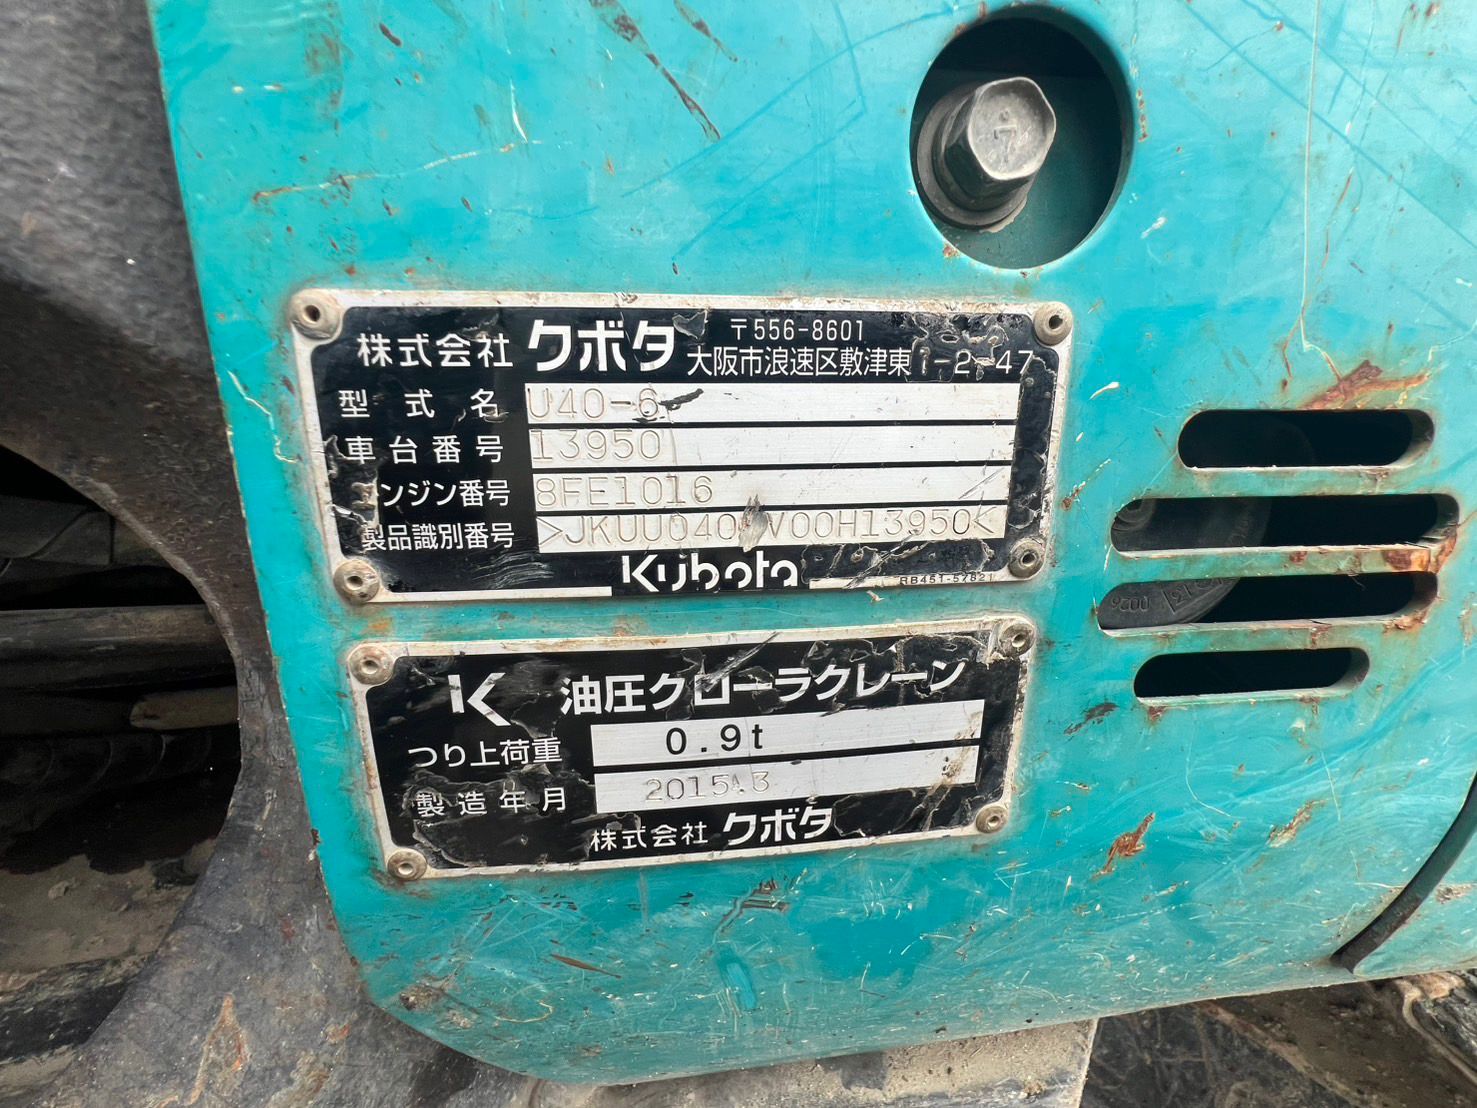 株式会社 クボタ 〒556-8601
大阪市浪速区敷津東1-2-47
型式名 U40-6
車台番号 13950
エンジン番号 8FE1016
製品識別番号
Kubota
RB451-5782
K 油圧クローラクレーン
つり上荷重 0.9t
製造年月 2015.3
株式会社 クボタ